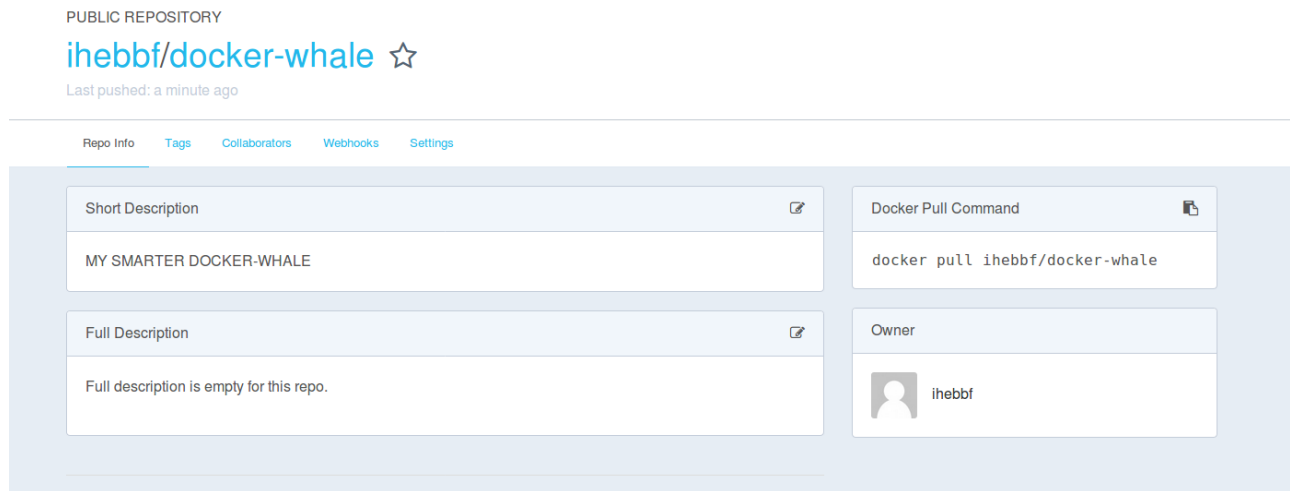 PUBLIC REPOSITORY
ihebbf/docker-whale
Last pushed: a minute ago
Repo Info Tags Collaborators Webhooks Settings
Short Description
MY SMARTER DOCKER-WHALE
Full Description
Full description is empty for this repo.
Docker Pull Command
docker pull ihebbf/docker-whale
Owner
ihebbf